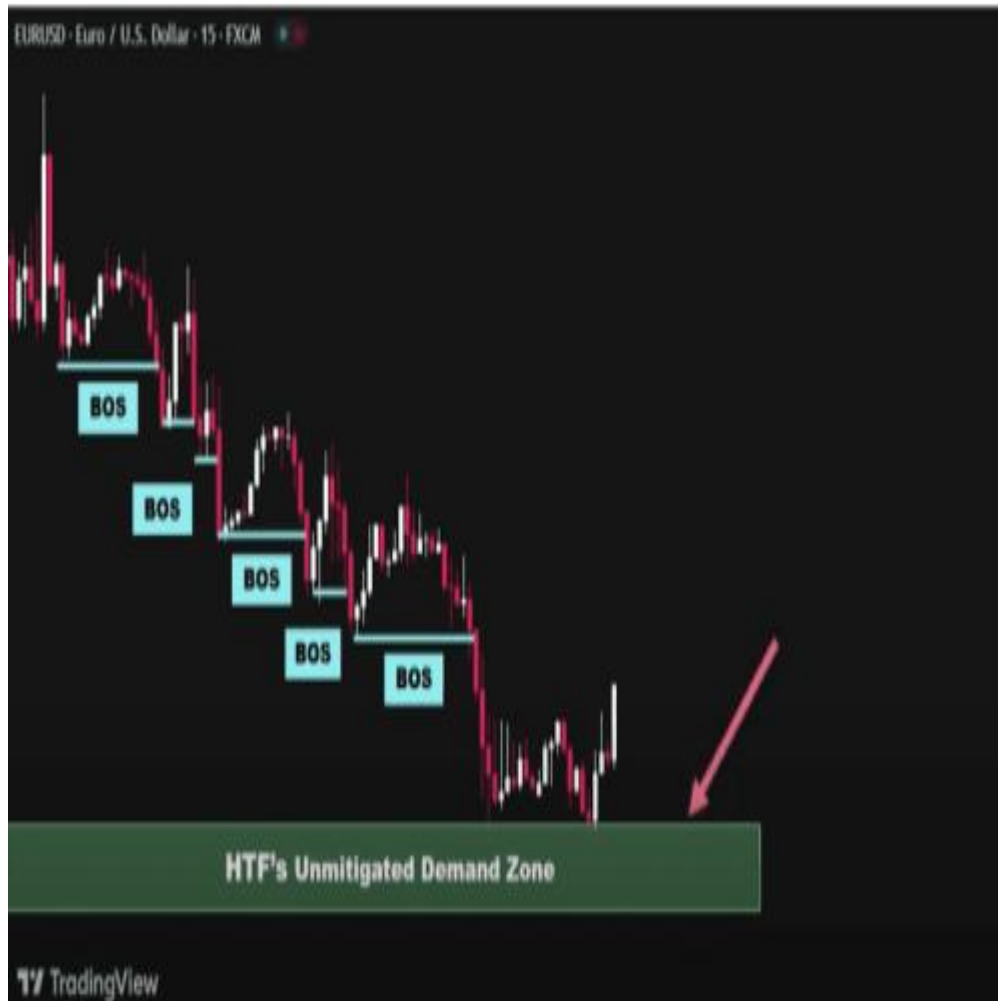 EURUSD · Euro / U.S. Dollar · 15 · FXCM
BOS
BOS
BOS
BOS
BOS
HTF's Unmitigated Demand Zone
TradingView